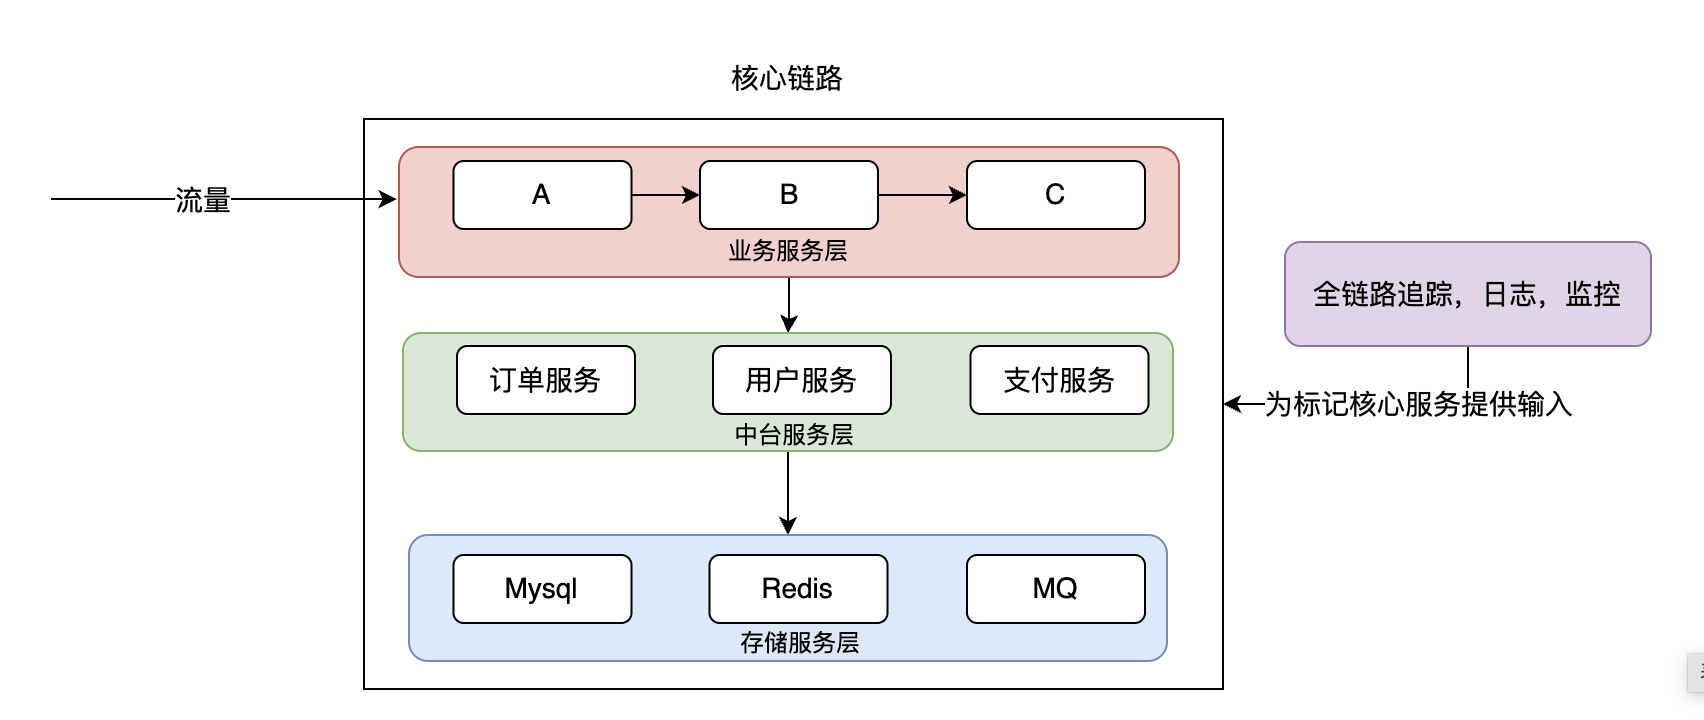 核心链路
流量
A
B
C
业务服务层
全链路追踪，日志，监控
订单服务
用户服务
支付服务
为标记核心服务提供输入
中台服务层
Mysql
Redis
MQ
存储服务层